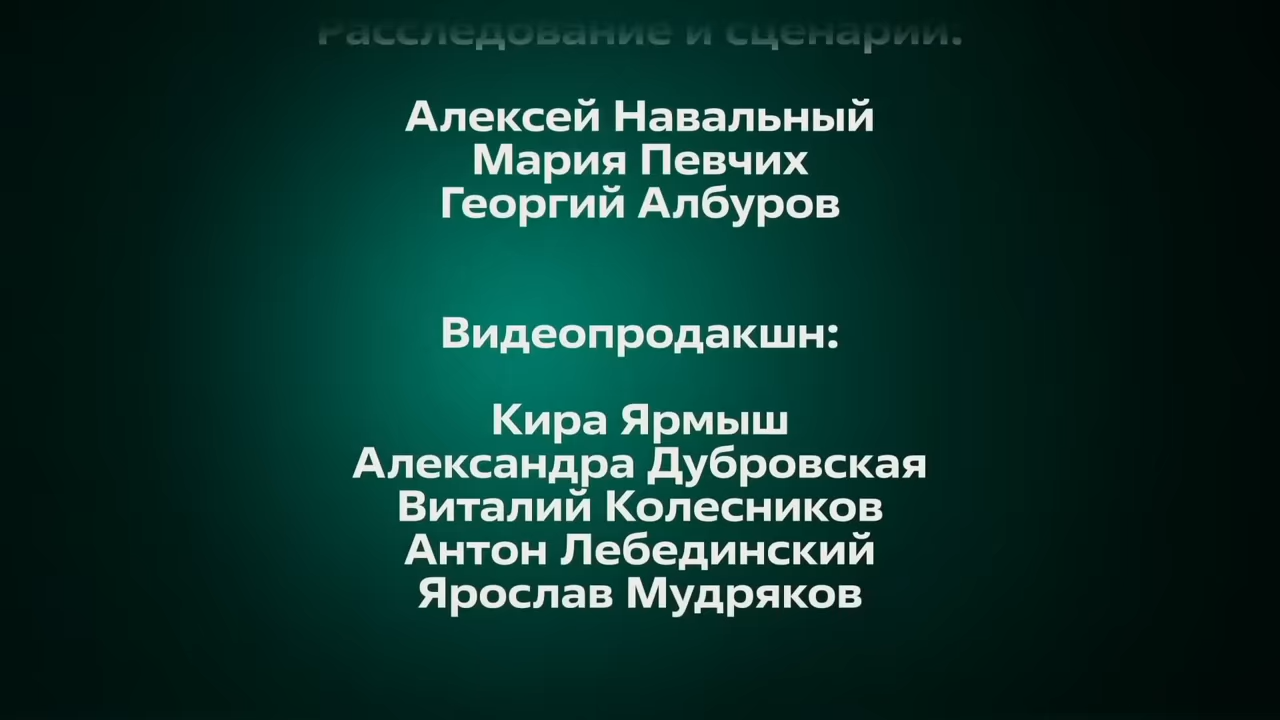 Расследование и сценарий:
Алексей Навальный
Мария Певчих
Георгий Албуров
Видеопродакшн:
Кира Ярмыш
Александра Дубровская
Виталий Колесников
Антон Лебединский
Ярослав Мудряков